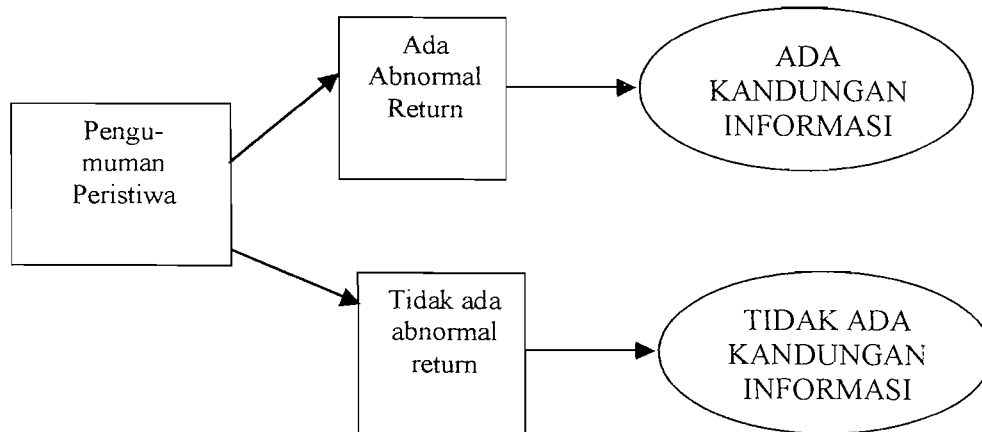 Pengu-
muman
Peristiwa
Ada
Abnormal
Return
ADA
KANDUNGAN
INFORMASI
Tidak ada
abnormal
return
TIDAK ADA
KANDUNGAN
INFORMASI